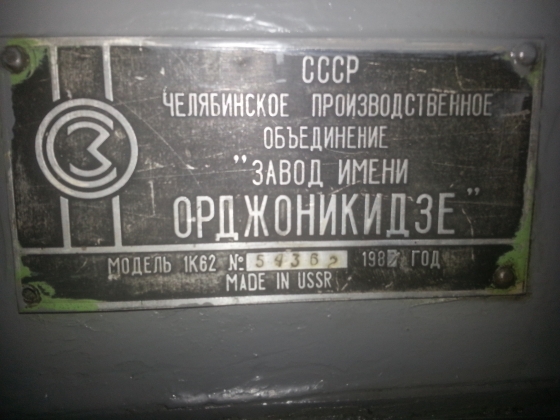 СССР
ЧЕЛЯБИНСКОЕ ПРОИЗВОДСТВЕННОЕ
ОБЪЕДИНЕНИЕ
"ЗАВОД ИМЕНИ
ОРДЖОНИКИДЗЕ"
МОДЕЛЬ 1К62 № ГОД
MADE IN USSR